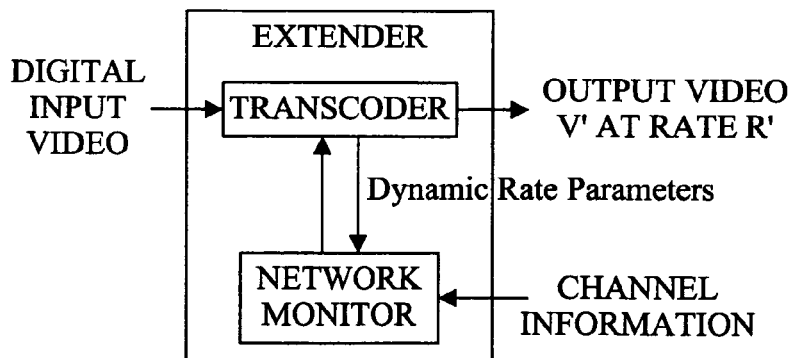 EXTENDER
DIGITAL
INPUT
VIDEO
TRANSCODER
OUTPUT VIDEO
V' AT RATE R'
Dynamic Rate Parameters
NETWORK
MONITOR
CHANNEL
INFORMATION